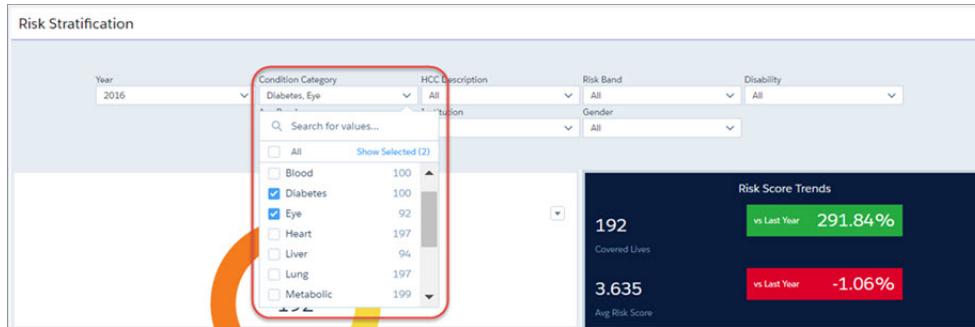 Risk Stratification
Year
Condition Category
HCC Description
Risk Band
Disability
2016
Diabetes, Eye
All
All
All
Gender
Search for values...
All
All
Show Selected (2)
Blood 100
Diabetes 100
Eye 92
Heart 197
Liver 94
Lung 197
Metabolic 199
192
Risk Score Trends
192
vs Last Year 291.84%
Covered Lives
3.635
vs Last Year -1.06%
Avg Risk Score